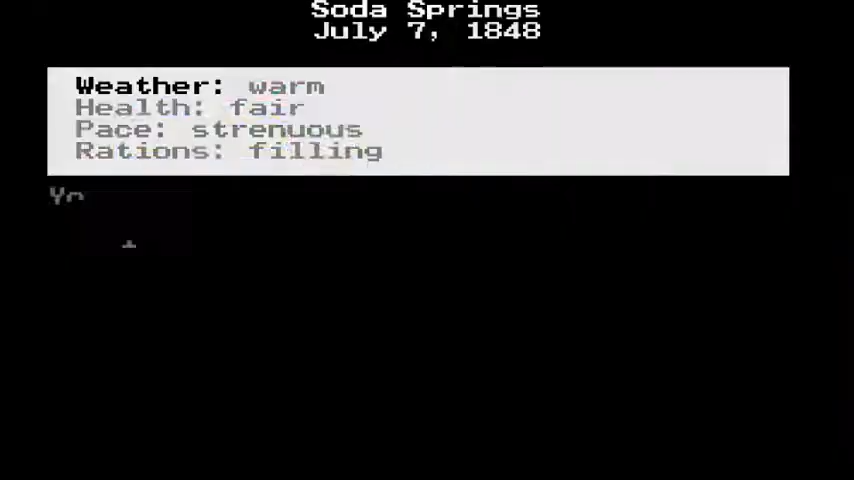 Soda Springs
July 7, 1848
Weather: warm
Health: fair
Pace: strenuous
Rations: filling